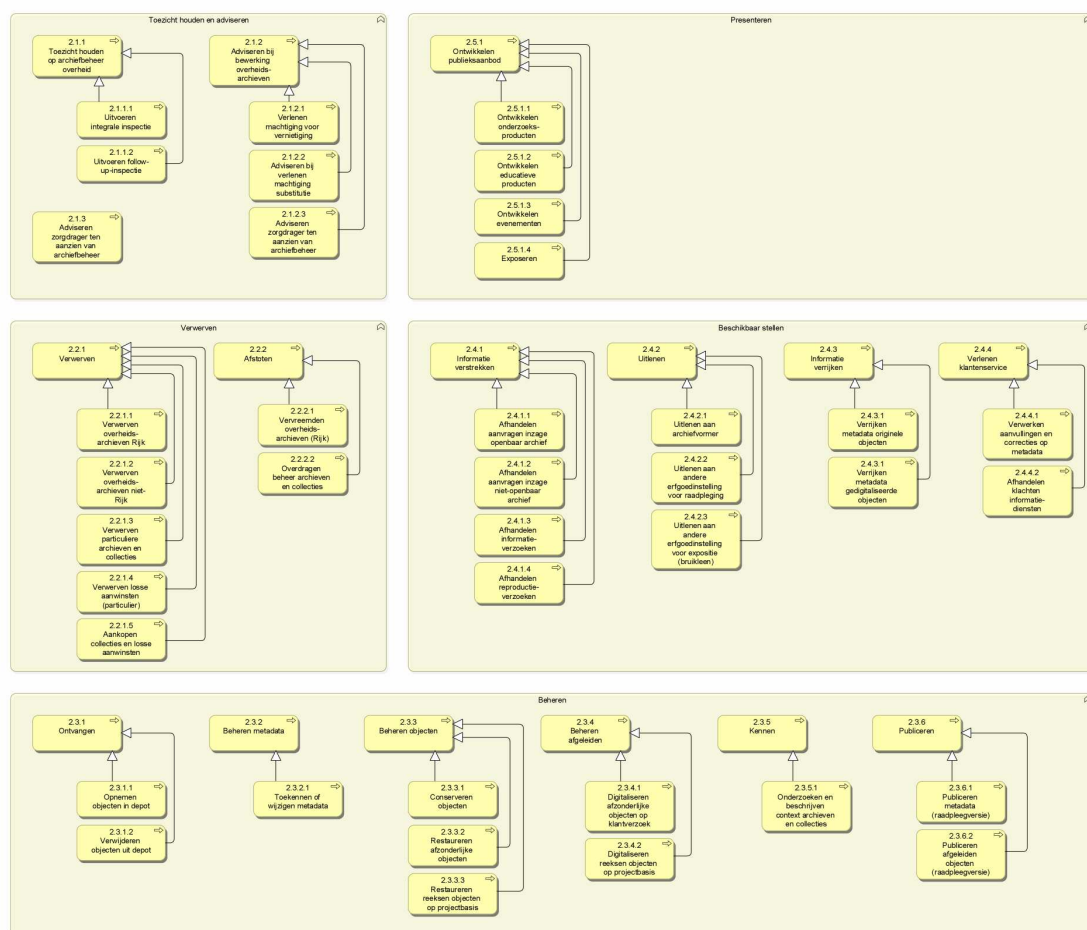 Toezicht houden en adviseren
2.1.1
Toezicht houden
op archiefbeheer
overheid
2.1.1.1
Uitvoeren
integrale inspectie
2.1.1.2
Uitvoeren follow-
up-inspectie
2.1.3
Adviseren
zorgdrager ten
aanzien van
archiefbeheer
2.1.2
Adviseren bij
bewerking
overheids-
archieven
2.1.2.1
Verlenen
machtiging voor
vernietiging
2.1.2.2
Adviseren bij
verlenen
machtiging
substitutie
2.1.2.3
Adviseren
zorgdrager ten
aanzien van
archiefbeheer
Presenteren
2.5.1
Ontwikkelen
publieksaanbod
2.5.1.1
Ontwikkelen
onderzoeks-
producten
2.5.1.2
Ontwikkelen
educatieve
producten
2.5.1.3
Ontwikkelen
evenementen
2.5.1.4
Exposeren
Verwerven
2.2.1
Verwerven
2.2.1.1
Verwerven
overheids-
archieven Rijk
2.2.1.2
Verwerven
overheids-
archieven niet-
Rijk
2.2.1.3
Verwerven
particuliere
archieven en
collecties
2.2.1.4
Verwerven losse
aanwinsten
(particulier)
2.2.1.5
Aankopen
collecties en losse
aanwinsten
2.2.2
Afstoten
2.2.2.1
Vervreemden
overheids-
archieven (Rijk)
2.2.2.2
Overdragen
beheer archieven
en collecties
Beschikbaar stellen
2.4.1
Informatie
verstrekken
2.4.1.1
Afhandelen
aanvragen inzage
openbaar archief
2.4.1.2
Afhandelen
aanvragen inzage
niet-openbaar
archief
2.4.1.3
Afhandelen
informatie-
verzoeken
2.4.1.4
Afhandelen
reproductie-
verzoeken
2.4.2
Uitlenen
2.4.2.1
Uitlenen aan
archiefvormer
2.4.2.2
Uitlenen aan
andere
erfgoedinstelling
voor raadpleging
2.4.2.3
Uitlenen aan
andere
erfgoedinstelling
voor expositie
(bruikleen)
2.4.3
Informatie
verrijken
2.4.3.1
Verrijken
metadata originele
objecten
2.4.3.1
Verrijken
metadata
gedigitaliseerde
objecten
2.4.4
Verlenen
klantenservice
2.4.4.1
Verwerken
aanvullingen en
correcties op
metadata
2.4.4.2
Afhandelen
klachten
informatie-
diensten
Beheren
2.3.1
Ontvangen
2.3.1.1
Opnemen
objecten in depot
2.3.1.2
Verwijderen
objecten uit depot
2.3.2
Beheren metadata
2.3.2.1
Toekennen of
wijzigen metadata
2.3.3
Beheren objecten
2.3.3.1
Conserveren
objecten
2.3.3.2
Restaureren
afzonderlijke
objecten
2.3.3.3
Restaureren
reeksen objecten
op projectbasis
2.3.4
Beheren
afgeleiden
2.3.4.1
Digitaliseren
afzonderlijke
objecten op
klantverzoek
2.3.4.2
Digitaliseren
reeksen objecten
op projectbasis
2.3.5
Kennen
2.3.5.1
Onderzoeken en
beschrijven
context archieven
en collecties
2.3.6
Publiceren
2.3.6.1
Publiceren
metadata
(raadpleegversie)
2.3.6.2
Publiceren
afgeleiden
objecten
(raadpleegversie)